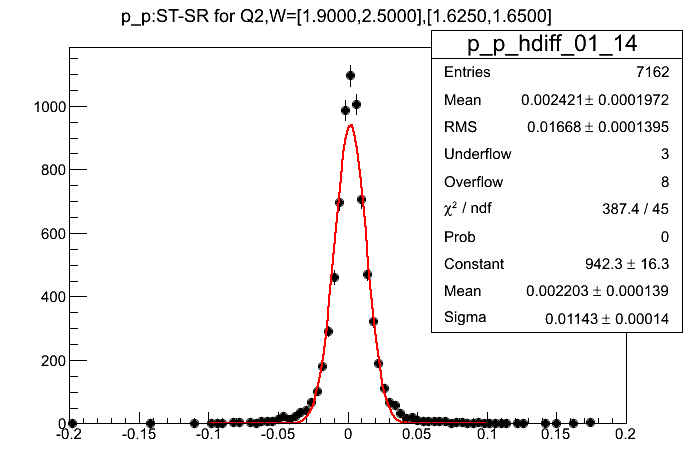 p_p:ST-SR for Q2,W=[1.9000,2.5000],[1.6250,1.6500]
p_p_hdiff_01_14
Entries 7162
Mean 0.002421± 0.0001972
RMS 0.01668± 0.0001395
Underflow 3
Overflow 8
χ² / ndf 387.4 / 45
Prob 0
Constant 942.3 ± 16.3
Mean 0.002203 ± 0.000139
Sigma 0.01143 ± 0.00014
1000
800
600
400
200
0
-0.2 -0.15 -0.1 -0.05 0 0.05 0.1 0.15 0.2